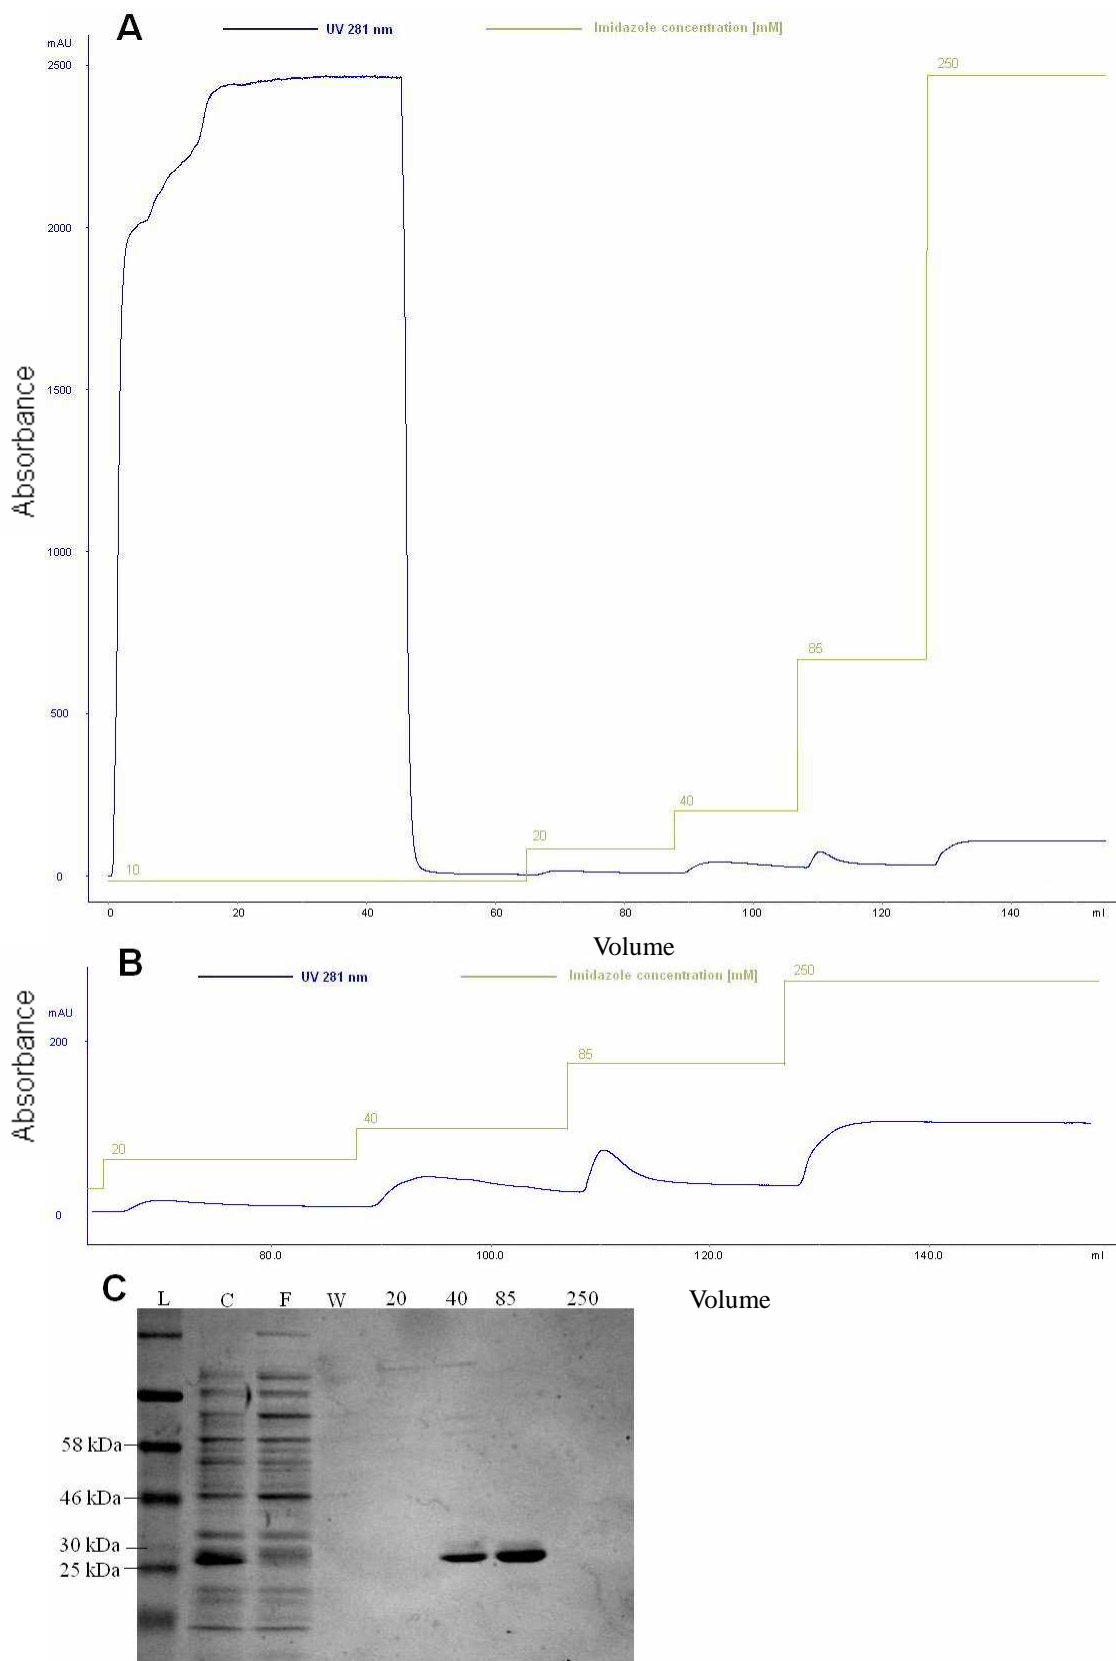 A
UV 281 nm
Imidazole concentration [mM]
mAU
2500
2000
1500
1000
500
0
Absorbance
10
20
40
85
250
0 20 40 60 80 100 120 140 ml
Volume
B
UV 281 nm
Imidazole concentration [mM]
mAU
200
0
Absorbance
20
40
85
250
80.0 100.0 120.0 140.0 ml
Volume
C
L C F W 20 40 85 250
58 kDa
46 kDa
30 kDa
25 kDa